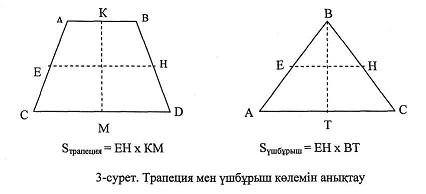 A K B
E H
C M D
B
E H
A T C
Sтрапеция = EH x KM
Sүшбұрыш = EH x BT
3-сурет. Трапеция мен үшбұрыш көлемін анықтау